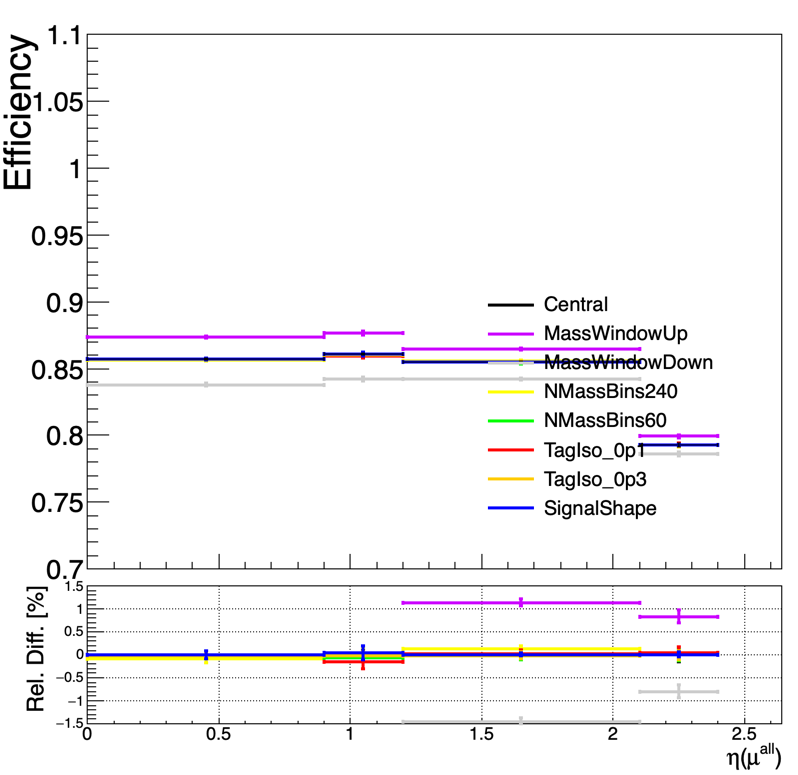 Efficiency
1.1
1.05
1
0.95
0.9
0.85
0.8
0.75
0.7
Central
MassWindowUp
MassWindowDown
NMassBins240
NMassBins60
TagIso_0p1
TagIso_0p3
SignalShape
Rel. Diff. [%]
1.5
1
0.5
0
−0.5
−1
−1.5
0 0.5 1 1.5 2 2.5
η(μall)